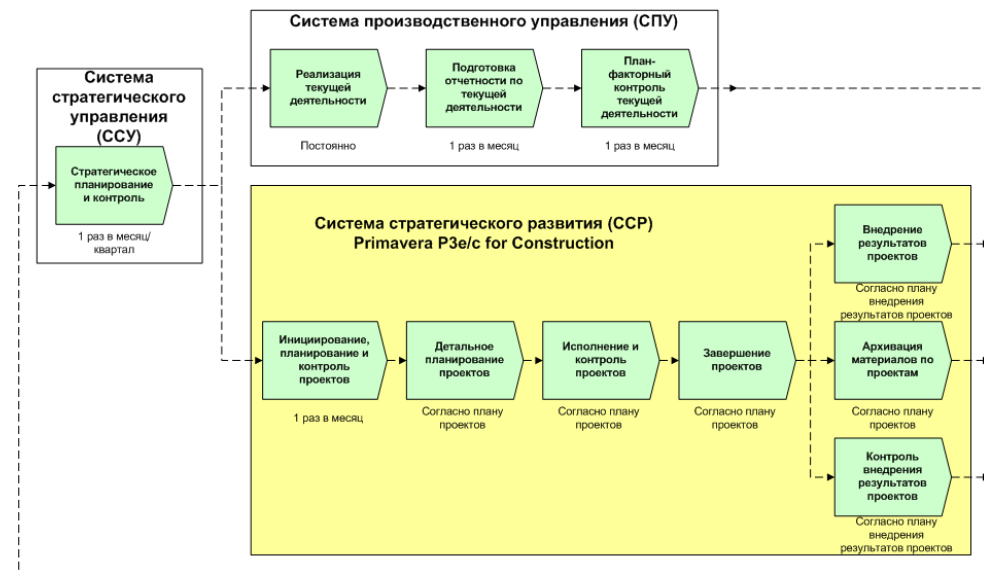 Система производственного управления (СПУ)
Реализация
текущей
деятельности
Постоянно
Подготовка
отчетности по
текущей
деятельности
1 раз в месяц
План-
факторный
контроль
текущей
деятельности
1 раз в месяц
Система
стратегического
управления
(ССУ)
Стратегическое
планирование
и контроль
1 раз в месяц/
квартал
Система стратегического развития (ССР)
Primavera P3e/c for Construction
Инициирование,
планирование и
контроль
проектов
1 раз в месяц
Детальное
планирование
проектов
Согласно плану
проектов
Исполнение и
контроль
проектов
Согласно плану
проектов
Завершение
проектов
Согласно плану
проектов
Внедрение
результатов
проектов
Согласно плану
внедрения
результатов проектов
Архивация
материалов по
проектам
Согласно плану
проектов
Контроль
внедрения
результатов
проектов
Согласно плану
внедрения
результатов проектов